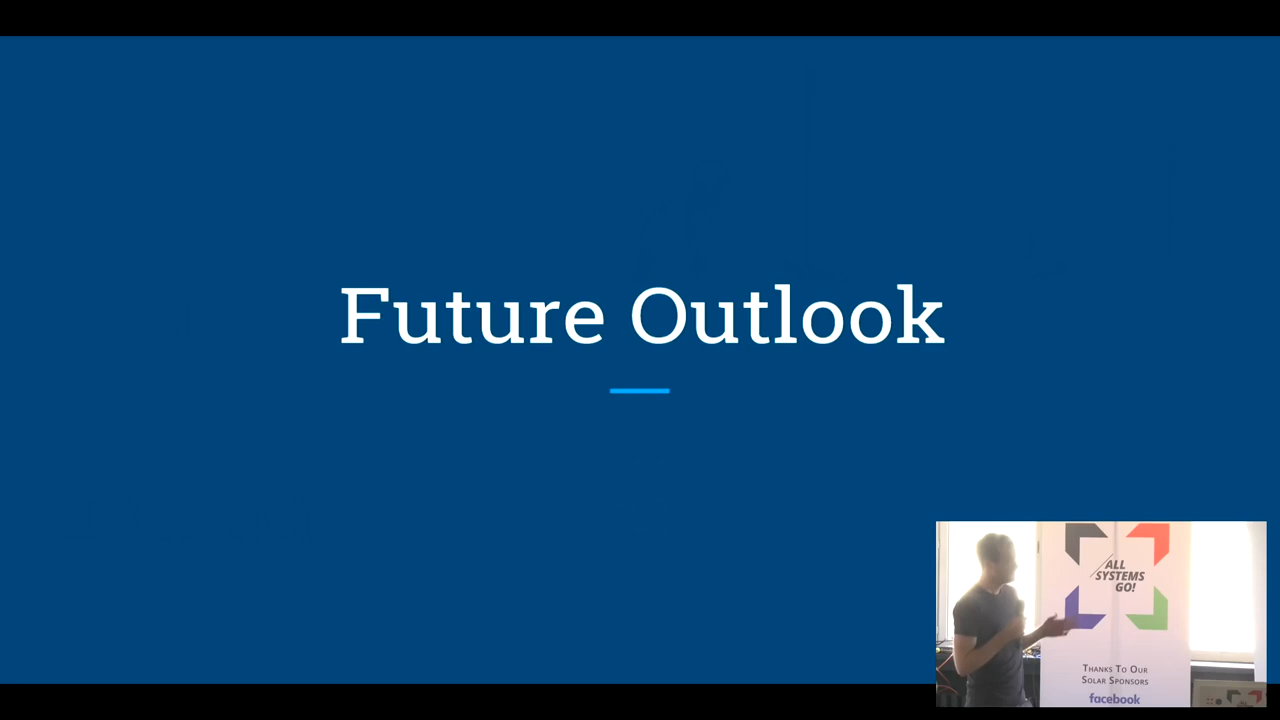 Future Outlook
/ALL
SYSTEMS
GO!
THANKS TO OUR
SOLAR SPONSORS
facebook